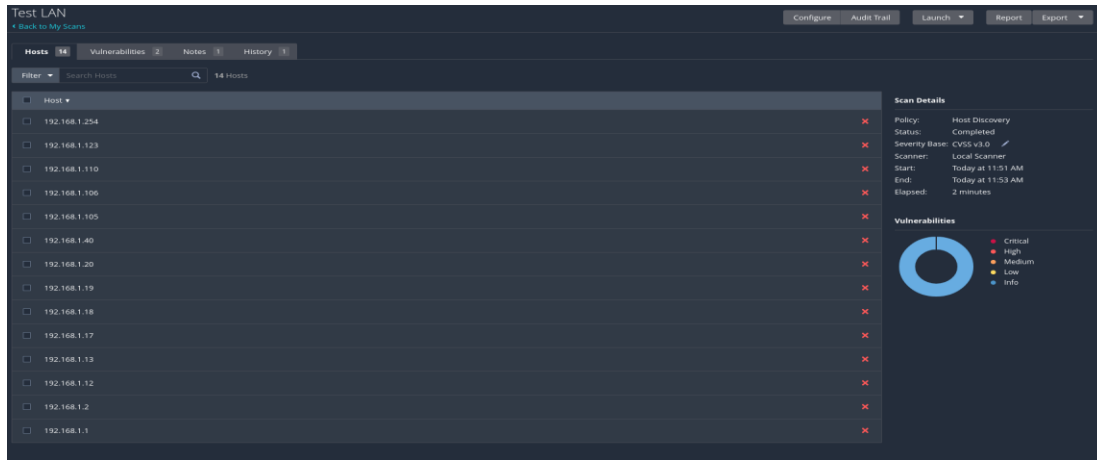 Test LAN
Back to My Scans
Configure Audit Trail Launch Report Export
Hosts 14 Vulnerabilities 2 Notes 1 History 1
Filter Search Hosts 14 Hosts
Host
192.168.1.254
192.168.1.123
192.168.1.110
192.168.1.106
192.168.1.105
192.168.1.40
192.168.1.20
192.168.1.19
192.168.1.18
192.168.1.17
192.168.1.13
192.168.1.12
192.168.1.2
192.168.1.1
Scan Details
Policy: Host Discovery
Status: Completed
Severity Base: CVSS v3.0
Scanner: Local Scanner
Start: Today at 11:51 AM
End: Today at 11:53 AM
Elapsed: 2 minutes
Vulnerabilities
Critical
High
Medium
Low
Info